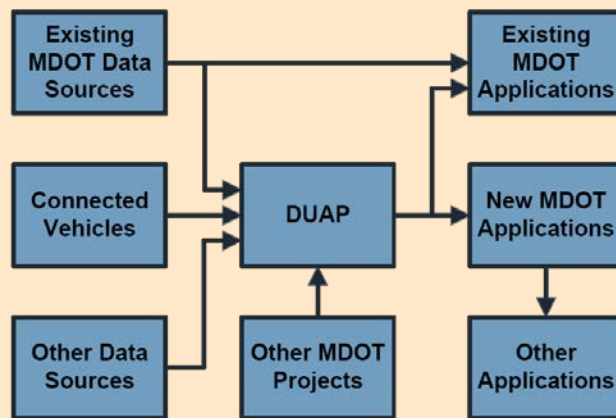 Existing
MDOT Data
Sources
Existing
MDOT
Applications
Connected
Vehicles
DUAP
New MDOT
Applications
Other Data
Sources
Other MDOT
Projects
Other
Applications